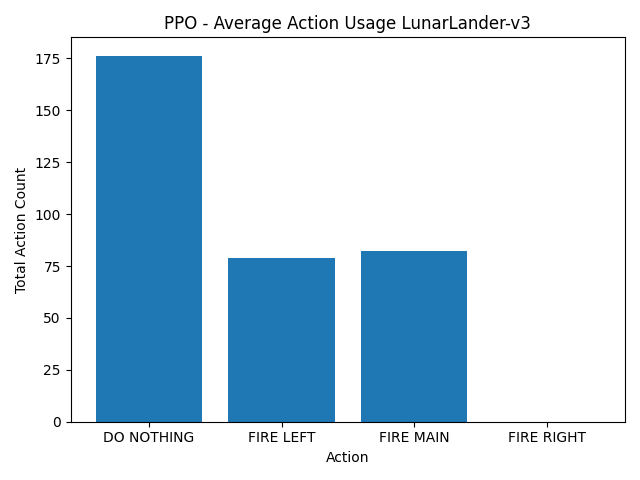 PPO - Average Action Usage LunarLander-v3
Total Action Count
175
150
125
100
75
50
25
0
DO NOTHING FIRE LEFT FIRE MAIN FIRE RIGHT
Action